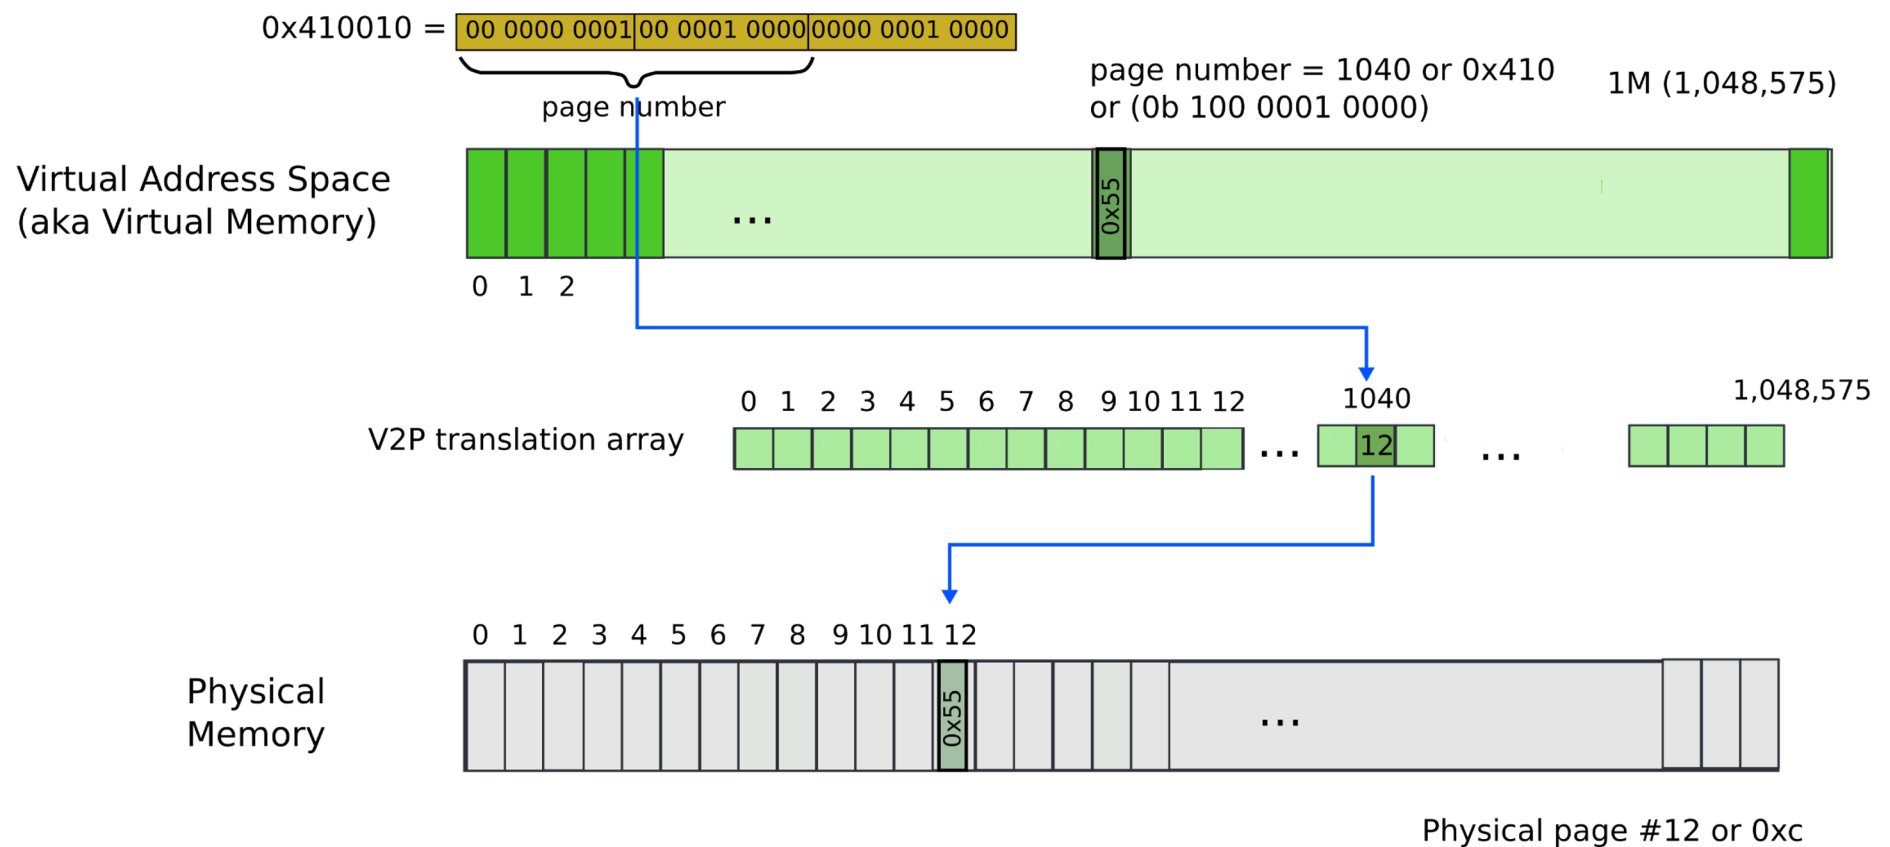 0x410010 = 00 0000 0001 00 0001 0000 0000 0001 0000
page number
page number = 1040 or 0x410
or (0b 100 0001 0000)
1M (1,048,575)
Virtual Address Space
(aka Virtual Memory)
... 0x55
0 1 2
0 1 2 3 4 5 6 7 8 9 10 11 12 1040 1,048,575
V2P translation array ... 12 ...
0 1 2 3 4 5 6 7 8 9 10 11 12
Physical
Memory
0x55 ...
Physical page #12 or 0xc